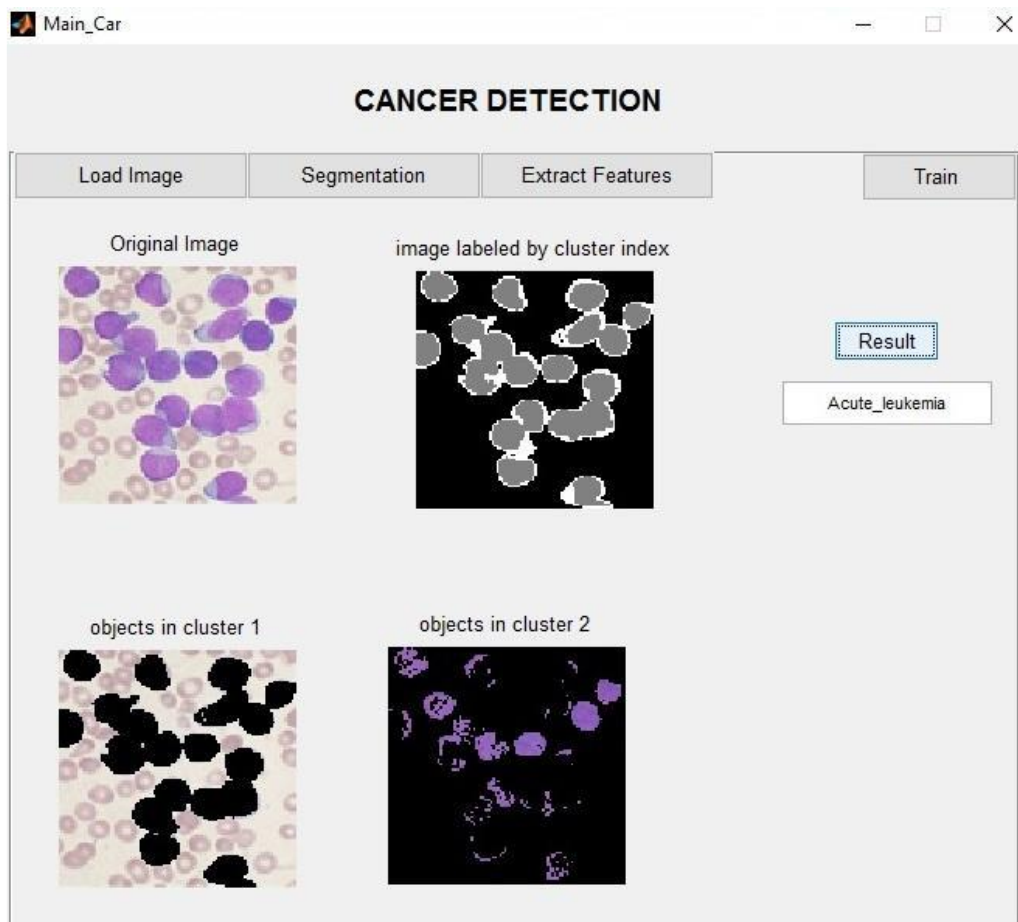 Main_Car
CANCER DETECTION
Load Image
Segmentation
Extract Features
Train
Original Image
image labeled by cluster index
Result
Acute_leukemia
objects in cluster 1
objects in cluster 2